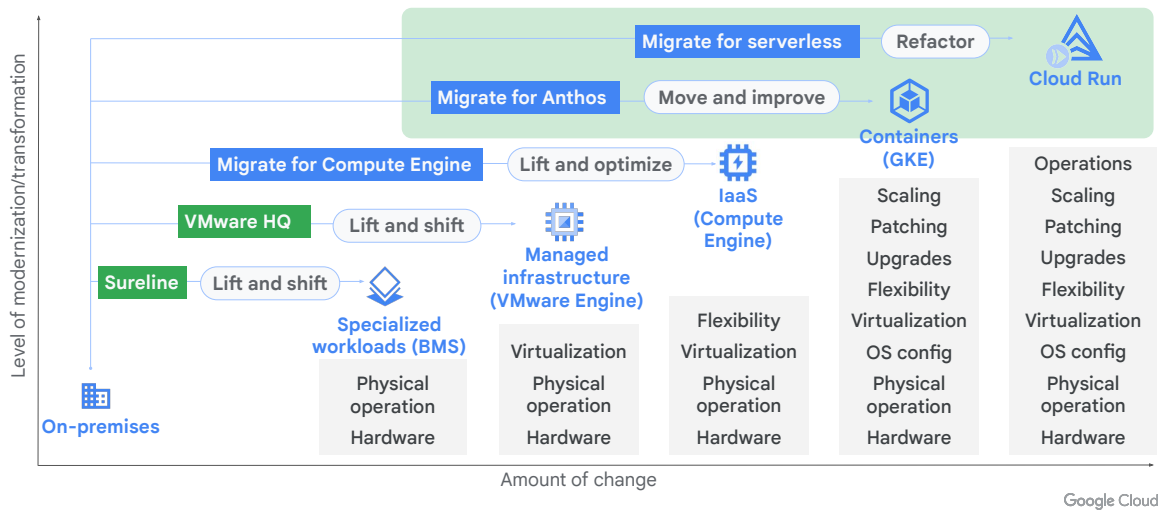 Level of modernization/transformation
Migrate for serverless
Refactor
Cloud Run
Migrate for Anthos
Move and improve
Containers
(GKE)
Migrate for Compute Engine
Lift and optimize
IaaS
(Compute
Engine)
VMware HQ
Lift and shift
Managed
infrastructure
(VMware Engine)
Sureline
Lift and shift
Specialized
workloads (BMS)
On-premises
Physical
operation
Hardware
Virtualization
Physical
operation
Hardware
Flexibility
Virtualization
Physical
operation
Hardware
Scaling
Patching
Upgrades
Flexibility
Virtualization
OS config
Physical
operation
Hardware
Operations
Scaling
Patching
Upgrades
Flexibility
Virtualization
OS config
Physical
operation
Hardware
Amount of change
Google Cloud